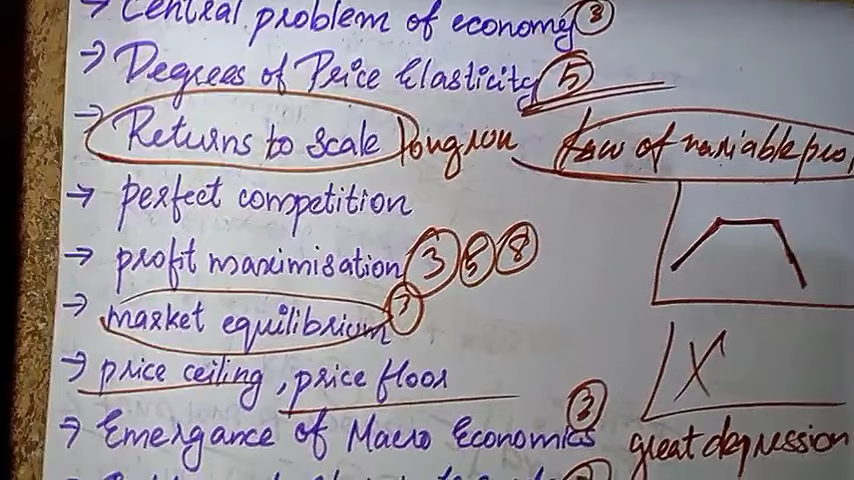 → Central problem of economy 3
→ Degrees of Price Elasticity 5
→ Returns to scale longrun Law of variable pro
→ perfect competition
→ profit maximisation 3 5 8
→ market equilibrium 3
→ price ceiling, price floor
→ Emergance of Macro Economics 3 great depression